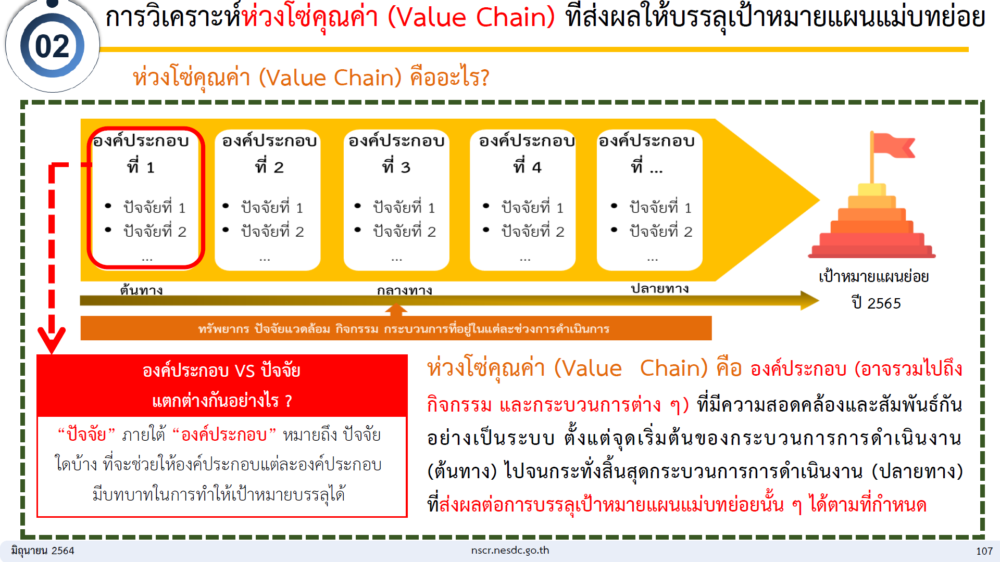 02
การวิเคราะห์ห่วงโซ่คุณค่า (Value Chain) ที่ส่งผลให้บรรลุเป้าหมายแผนแม่บทย่อย
ห่วงโซ่คุณค่า (Value Chain) คืออะไร?
องค์ประกอบ
ที่ 1
• ปัจจัยที่ 1
• ปัจจัยที่ 2
...
องค์ประกอบ
ที่ 2
• ปัจจัยที่ 1
• ปัจจัยที่ 2
...
องค์ประกอบ
ที่ 3
• ปัจจัยที่ 1
• ปัจจัยที่ 2
...
องค์ประกอบ
ที่ 4
• ปัจจัยที่ 1
• ปัจจัยที่ 2
...
องค์ประกอบ
ที่ ...
• ปัจจัยที่ 1
• ปัจจัยที่ 2
...
ต้นทาง
กลางทาง
ปลายทาง
เป้าหมายแผนย่อย
ปี 2565
ทรัพยากร ปัจจัยแวดล้อม กิจกรรม กระบวนการที่อยู่ในแต่ละช่วงการดำเนินการ
องค์ประกอบ VS ปัจจัย
แตกต่างกันอย่างไร ?
“ปัจจัย” ภายใต้ “องค์ประกอบ” หมายถึง ปัจจัย
ใดบ้าง ที่จะช่วยให้องค์ประกอบแต่ละองค์ประกอบ
มีบทบาทในการทำให้เป้าหมายบรรลุได้
ห่วงโซ่คุณค่า (Value Chain) คือ องค์ประกอบ (อาจรวมไปถึง
กิจกรรม และกระบวนการต่าง ๆ) ที่มีความสอดคล้องและสัมพันธ์กัน
อย่างเป็นระบบ ตั้งแต่จุดเริ่มต้นของกระบวนการการดำเนินงาน
(ต้นทาง) ไปจนกระทั่งสิ้นสุดกระบวนการการดำเนินงาน (ปลายทาง)
ที่ส่งผลต่อการบรรลุเป้าหมายแผนแม่บทย่อยนั้น ๆ ได้ตามที่กำหนด
มิถุนายน 2564
nscr.nesdc.go.th
107